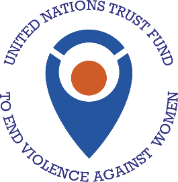 UNITED NATIONS TRUST FUND
TO END VIOLENCE AGAINST WOMEN